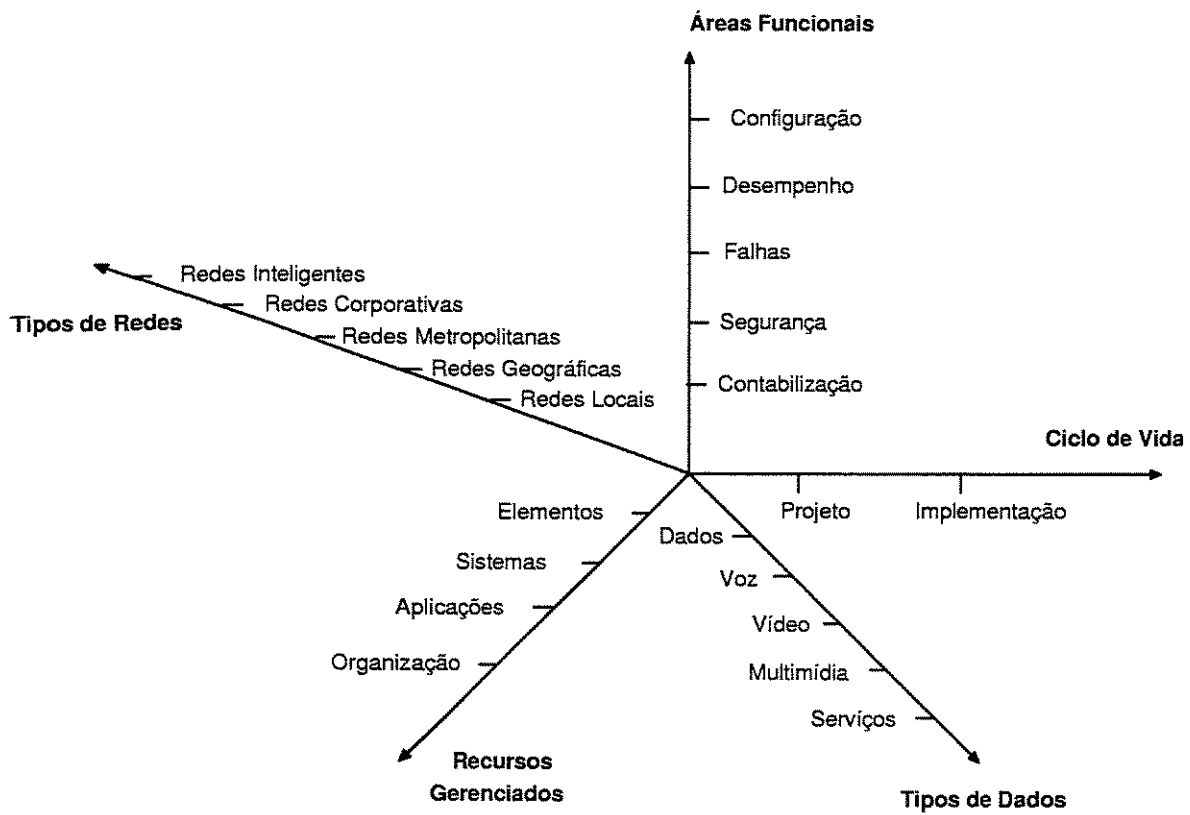 Áreas Funcionais
Configuração
Desempenho
Falhas
Segurança
Contabilização
Redes Inteligentes
Redes Corporativas
Redes Metropolitanas
Redes Geográficas
Redes Locais
Tipos de Redes
Ciclo de Vida
Projeto
Implementação
Elementos
Sistemas
Aplicações
Organização
Recursos
Gerenciados
Dados
Voz
Vídeo
Multimídia
Serviços
Tipos de Dados